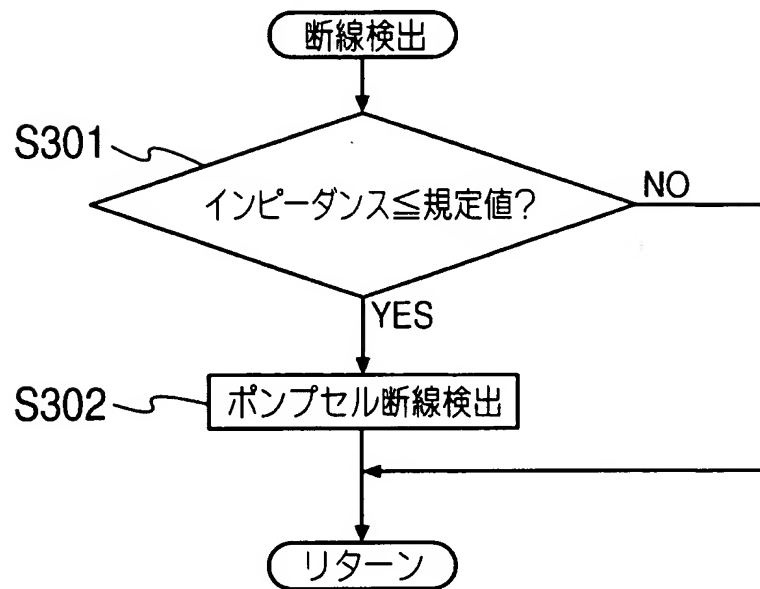 断線検出
S301
インピーダンス≦規定値?
NO
YES
S302
ポンプセル断線検出
リターン